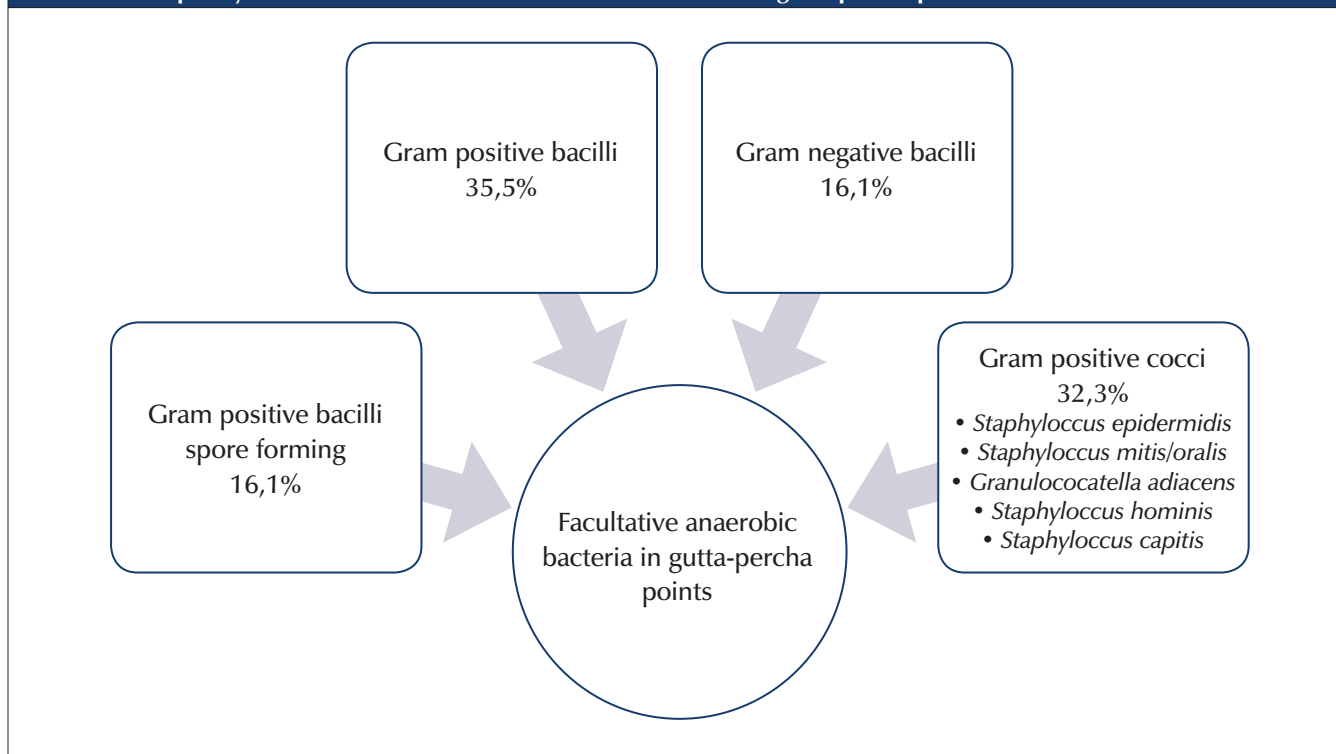 Gram positive bacilli
35,5%
Gram negative bacilli
16,1%
Gram positive bacilli
spore forming
16,1%
Gram positive cocci
32,3%
• Staphyloccus epidermidis
• Staphyloccus mitis/oralis
• Granulococatella adiacens
• Staphyloccus hominis
• Staphyloccus capitis
Facultative anaerobic
bacteria in gutta-percha
points